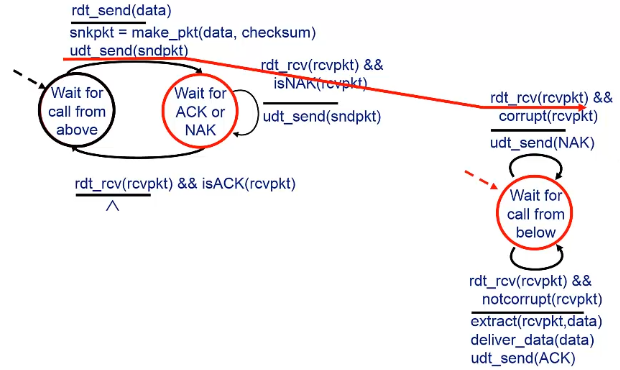 rdt_send(data)
snkpkt = make_pkt(data, checksum)
udt_send(sndpkt)
Wait for
call from
above
Wait for
ACK or
NAK
rdt_rcv(rcvpkt) &&
isNAK(rcvpkt)
udt_send(sndpkt)
rdt_rcv(rcvpkt) && isACK(rcvpkt)
Λ
rdt_rcv(rcvpkt) &&
corrupt(rcvpkt)
udt_send(NAK)
Wait for
call from
below
rdt_rcv(rcvpkt) &&
notcorrupt(rcvpkt)
extract(rcvpkt,data)
deliver_data(data)
udt_send(ACK)